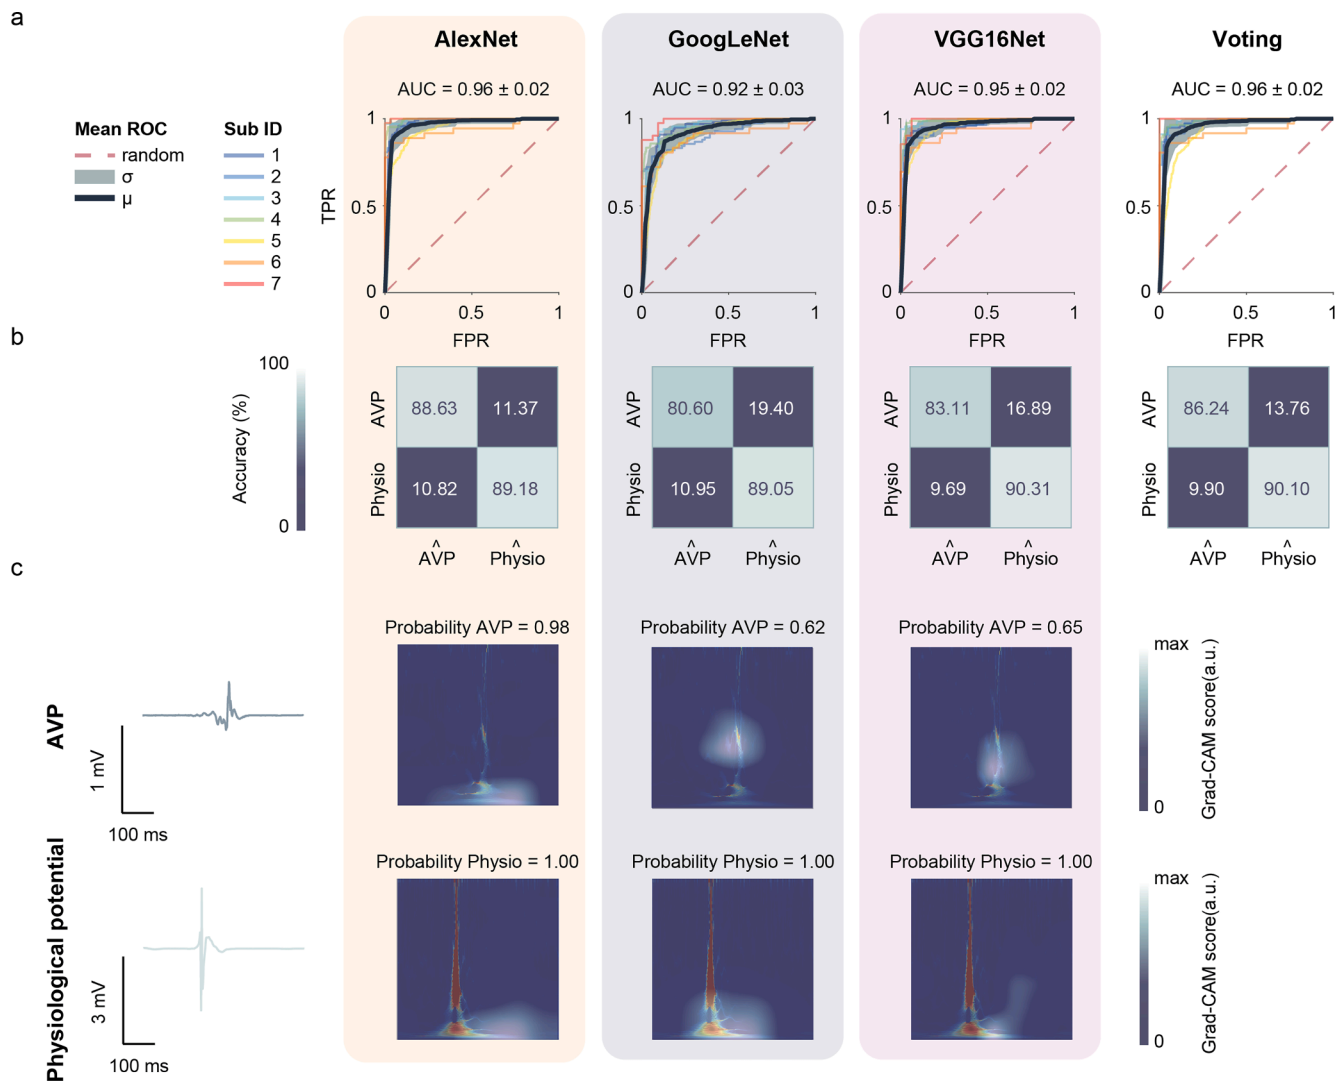 a
AlexNet
GoogLeNet
VGG16Net
Voting
AUC = 0.96 ± 0.02
AUC = 0.92 ± 0.03
AUC = 0.95 ± 0.02
AUC = 0.96 ± 0.02
Mean ROC
random
σ
μ
Sub ID
1
2
3
4
5
6
7
TPR
1
0.5
0
0
0.5
1
FPR
1
0.5
0
0
0.5
1
FPR
1
0.5
0
0
0.5
1
FPR
1
0.5
0
0
0.5
1
FPR
b
100
Accuracy (%)
0
AVP
88.63
11.37
Physio
10.82
89.18
^
AVP
^
Physio
AVP
80.60
19.40
Physio
10.95
89.05
^
AVP
^
Physio
AVP
83.11
16.89
Physio
9.69
90.31
^
AVP
^
Physio
AVP
86.24
13.76
Physio
9.90
90.10
^
AVP
^
Physio
c
AVP
1 mV
100 ms
Probability AVP = 0.98
Probability AVP = 0.62
Probability AVP = 0.65
max
0
Grad-CAM score(a.u.)
Physiological potential
3 mV
100 ms
Probability Physio = 1.00
Probability Physio = 1.00
Probability Physio = 1.00
max
0
Grad-CAM score(a.u.)